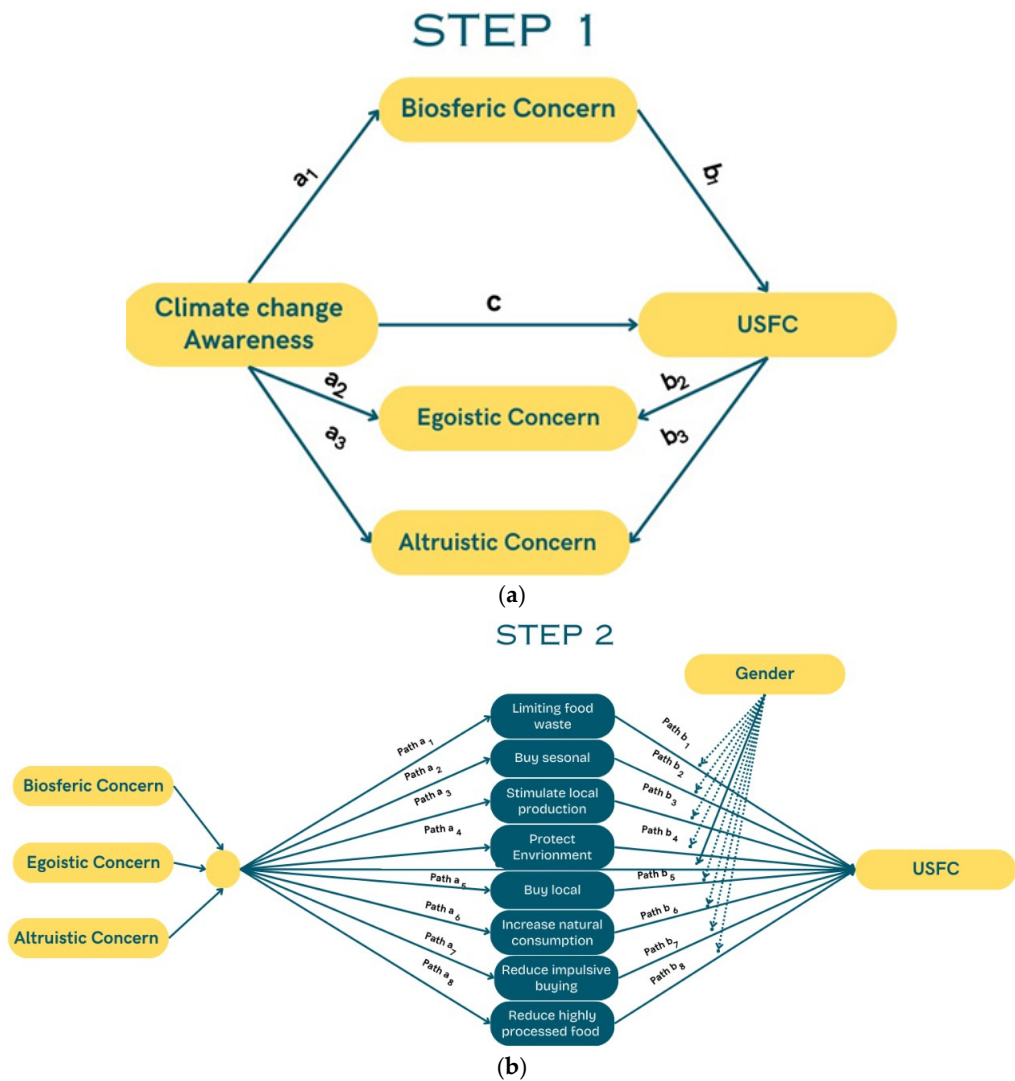 STEP 1
Biosferic Concern
a1
b1
Climate change
Awareness
c
USFC
a2
b2
Egoistic Concern
a3
b3
Altruistic Concern
(a)
STEP 2
Gender
Limiting food
waste
Path a 1
Path b 1
Buy sesonal
Path a 2
Path b 2
Biosferic Concern
Stimulate local
production
Path a 3
Path b 3
Protect
Envrionment
Path a 4
Path b 4
Egoistic Concern
USFC
Buy local
Path a 5
Path b 5
Altruistic Concern
Increase natural
consumption
Path a 6
Path b 6
Reduce impulsive
buying
Path a 7
Path b 7
Reduce highly
processed food
Path a 8
Path b 8
(b)